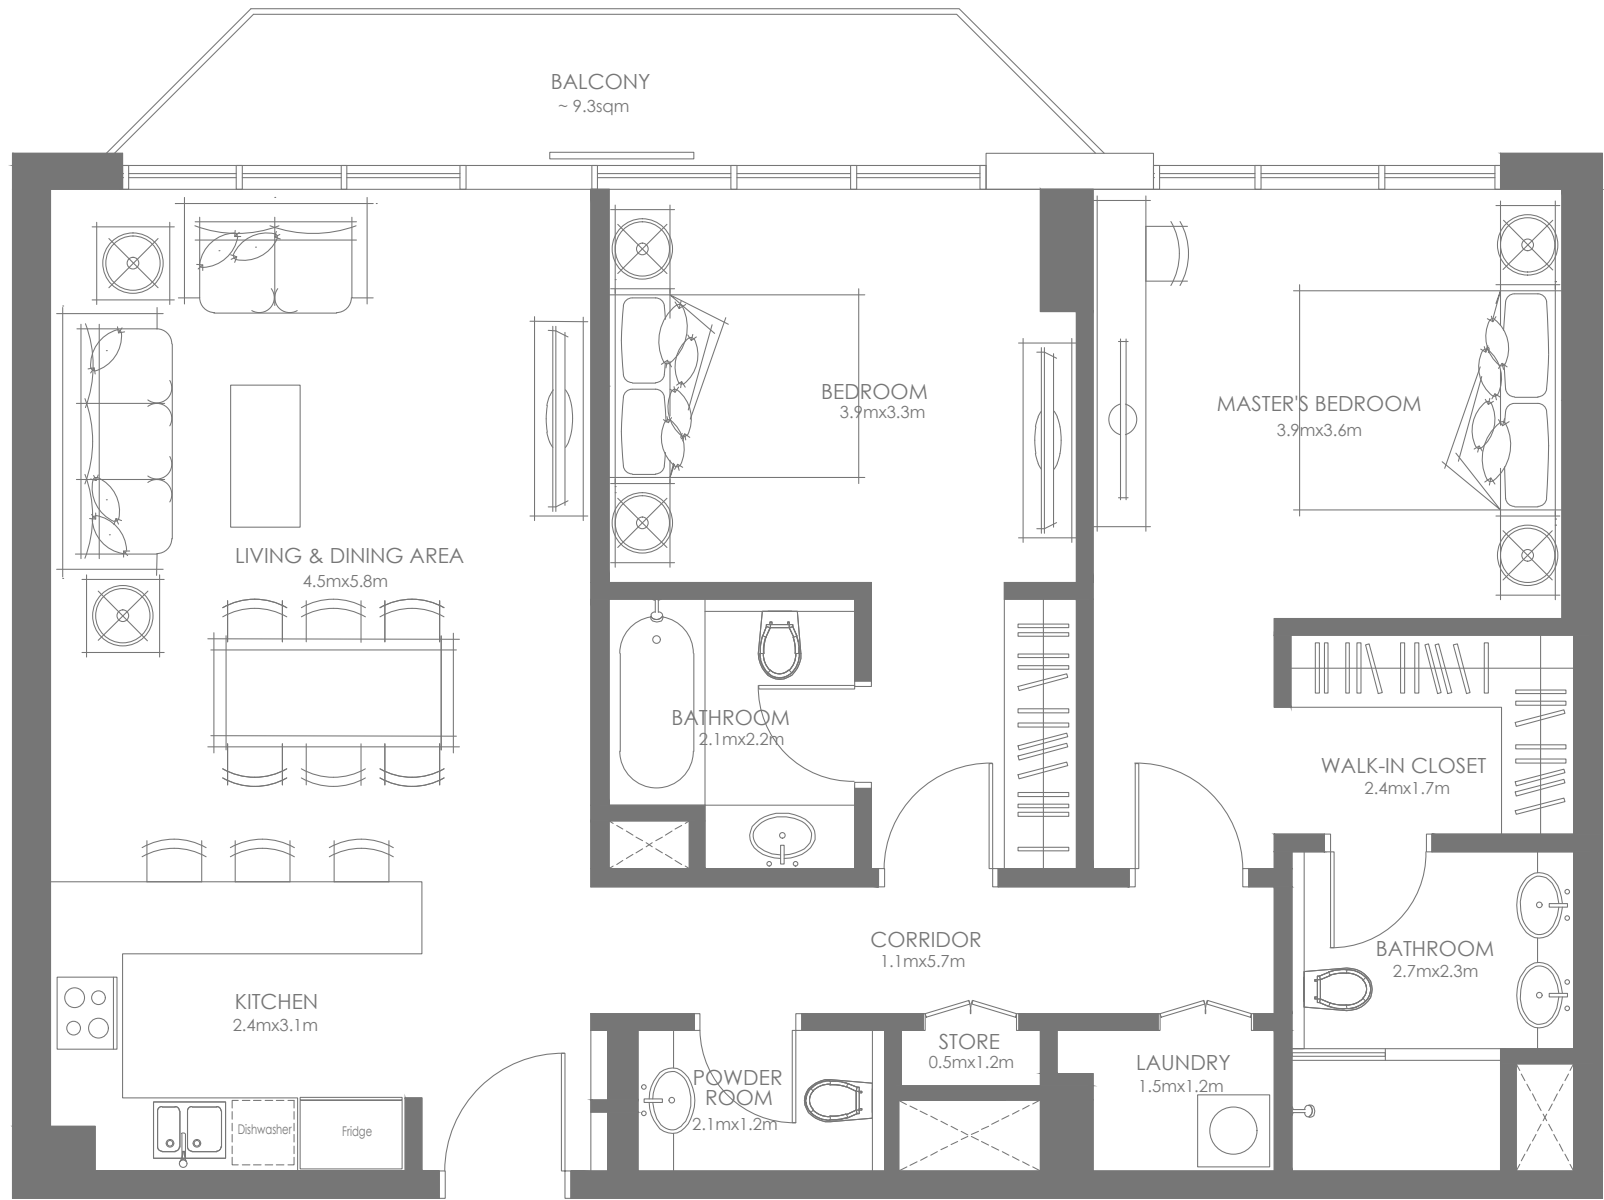 BALCONY
~ 9.3sqm
BEDROOM
3.9mx3.3m
MASTER'S BEDROOM
3.9mx3.6m
LIVING & DINING AREA
4.5mx5.8m
BATHROOM
2.1mx2.2m
WALK-IN CLOSET
2.4mx1.7m
CORRIDOR
1.1mx5.7m
BATHROOM
2.7mx2.3m
KITCHEN
2.4mx3.1m
STORE
0.5mx1.2m
LAUNDRY
1.5mx1.2m
POWDER
ROOM
2.1mx1.2m
Dishwasher
Fridge